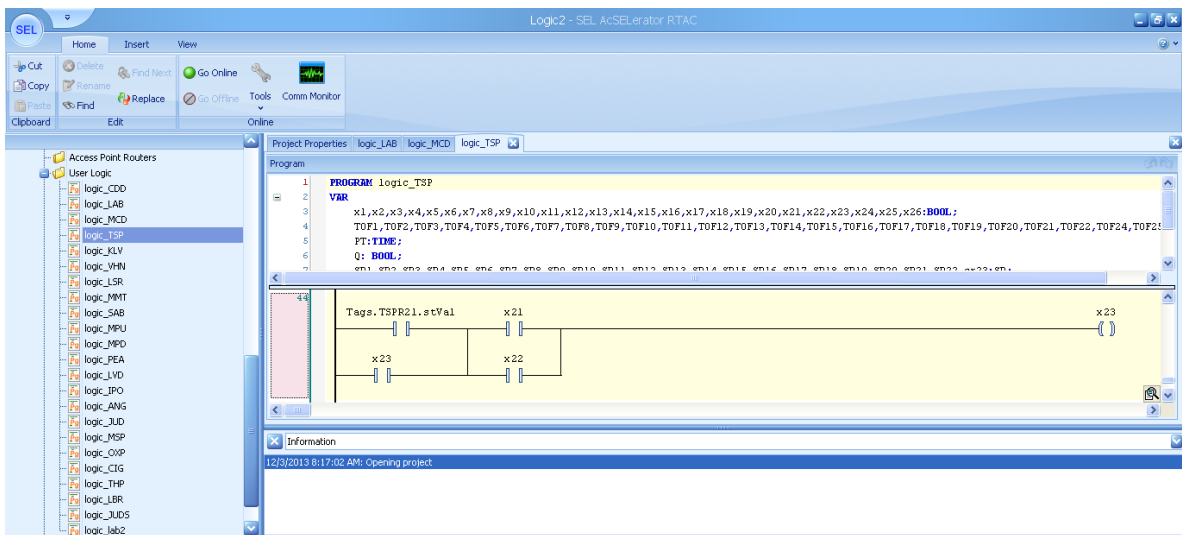 Logic2 - SEL AcSELerator RTAC
SEL
Home Insert View
Cut
Copy
Paste
Clipboard
Delete
Rename
Find
Find Next
Replace
Edit
Go Online
Go Offline
Tools
Comm Monitor
Online
Access Point Routers
User Logic
logic_CDD
logic_LAB
logic_MCD
logic_TSP
logic_KLV
logic_VHN
logic_LSR
logic_MMT
logic_SAB
logic_MPU
logic_MPD
logic_PEA
logic_LVD
logic_IPO
logic_ANG
logic_JUD
logic_MSP
logic_OXP
logic_CIG
logic_THP
logic_LBR
logic_JUDS
logic_lab2
Project Properties logic_LAB logic_MCD logic_TSP
Program
1 PROGRAM logic_TSP
2 VAR
3 x1,x2,x3,x4,x5,x6,x7,x8,x9,x10,x11,x12,x13,x14,x15,x16,x17,x18,x19,x20,x21,x22,x23,x24,x25,x26:BOOL;
4 TOF1,TOF2,TOF3,TOF4,TOF5,TOF6,TOF7,TOF8,TOF9,TOF10,TOF11,TOF12,TOF13,TOF14,TOF15,TOF16,TOF17,TOF18,TOF19,TOF20,TOF21,TOF22,TOF24,TOF25
5 PT:TIME;
6 Q: BOOL;
44
Tags.TSPR21.stVal x21 x23
x23 x22
Information
12/3/2013 8:17:02 AM: Opening project